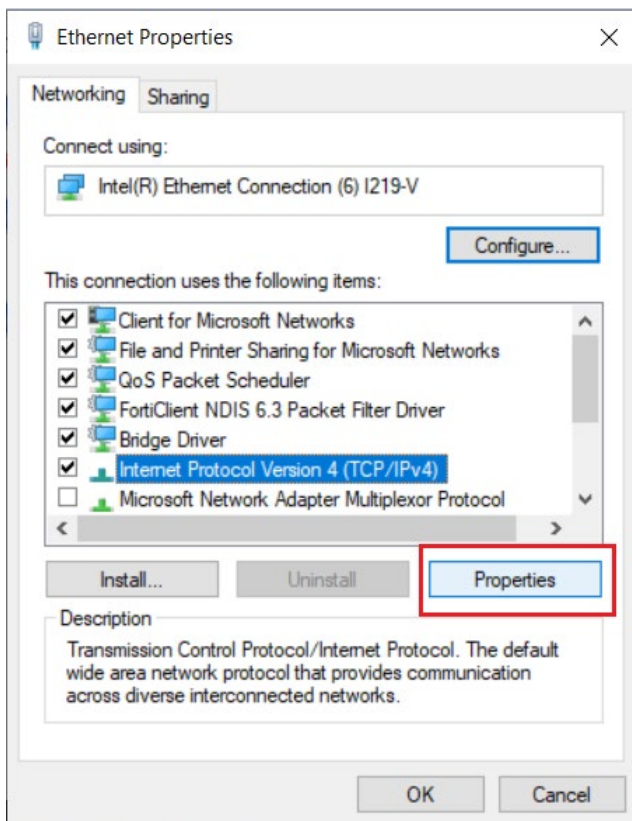 Ethernet Properties
Networking Sharing
Connect using:
Intel(R) Ethernet Connection (6) I219-V
Configure...
This connection uses the following items:
Client for Microsoft Networks
File and Printer Sharing for Microsoft Networks
QoS Packet Scheduler
FortiClient NDIS 6.3 Packet Filter Driver
Bridge Driver
Internet Protocol Version 4 (TCP/IPv4)
Microsoft Network Adapter Multiplexor Protocol
Install... Uninstall Properties
Description
Transmission Control Protocol/Internet Protocol. The default
wide area network protocol that provides communication
across diverse interconnected networks.
OK Cancel